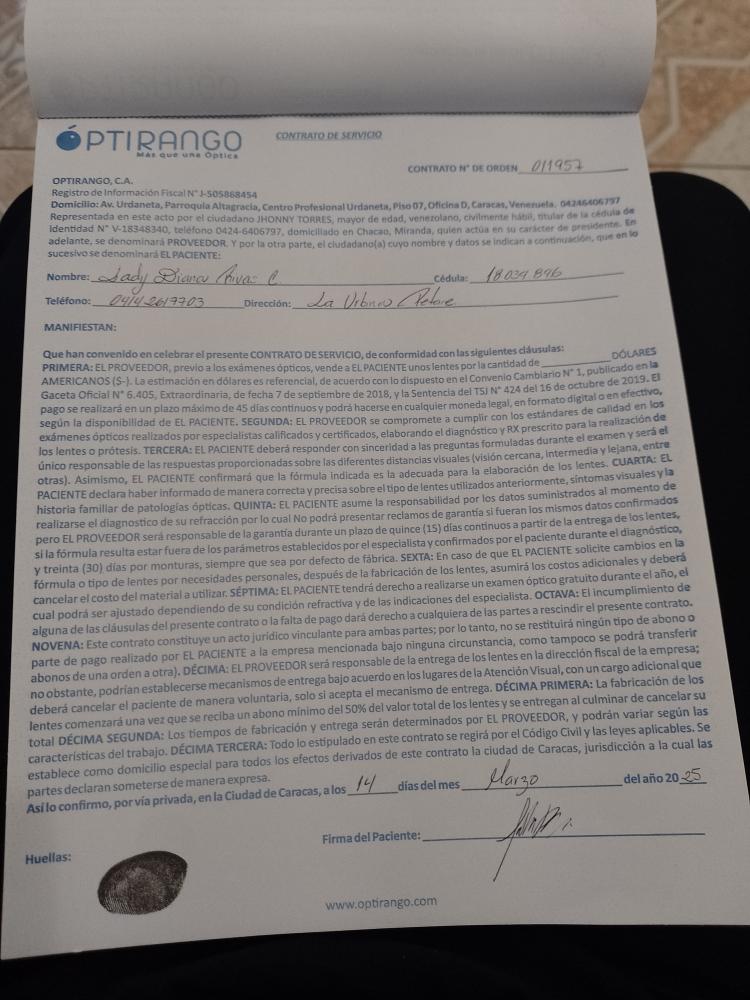 ÓPTIRANGO
Más que una Óptica
CONTRATO DE SERVICIO
CONTRATO N° DE ORDEN 011957
OPTIRANGO, C.A.
Registro de Información Fiscal N° J-505868454
Domicilio: Av. Urdaneta, Parroquia Altagracia, Centro Profesional Urdaneta, Piso 07, Oficina D, Caracas, Venezuela. 04246406797
Representada en este acto por el ciudadano JHONNY TORRES, mayor de edad, venezolano, civilmente hábil, titular de la cédula de
Identidad N° V-18348340, teléfono 0424-6406797, domiciliado en Chacao, Miranda, quien actúa en su carácter de presidente. En
adelante, se denominará PROVEEDOR. Y por la otra parte, el ciudadano(a) cuyo nombre y datos se indican a continuación, que en lo
sucesivo se denominará EL PACIENTE:
Nombre: Lady Diana Rivas C. Cédula: 18039896
Teléfono: 04142619703 Dirección: La Urbina Petare
MANIFIESTAN:
Que han convenido en celebrar el presente CONTRATO DE SERVICIO, de conformidad con las siguientes cláusulas:
PRIMERA: EL PROVEEDOR, previo a los exámenes ópticos, vende a EL PACIENTE unos lentes por la cantidad de ____________ DÓLARES
AMERICANOS ($-). La estimación en dólares es referencial, de acuerdo con lo dispuesto en el Convenio Cambiario N° 1, publicado en la
Gaceta Oficial N° 6.405, Extraordinaria, de fecha 7 de septiembre de 2018, y la Sentencia del TSJ N° 424 del 16 de octubre de 2019. El
pago se realizará en un plazo máximo de 45 días continuos y podrá hacerse en cualquier moneda legal, en formato digital o en efectivo,
según la disponibilidad de EL PACIENTE. SEGUNDA: EL PROVEEDOR se compromete a cumplir con los estándares de calidad en los
exámenes ópticos realizados por especialistas calificados y certificados, elaborando el diagnóstico y RX prescrito para la realización de
los lentes o prótesis. TERCERA: EL PACIENTE deberá responder con sinceridad a las preguntas formuladas durante el examen y será el
único responsable de las respuestas proporcionadas sobre las diferentes distancias visuales (visión cercana, intermedia y lejana, entre
otras). Asimismo, EL PACIENTE confirmará que la fórmula indicada es la adecuada para la elaboración de los lentes. CUARTA: EL
PACIENTE declara haber informado de manera correcta y precisa sobre el tipo de lentes utilizados anteriormente, síntomas visuales y la
historia familiar de patologías ópticas. QUINTA: EL PACIENTE asume la responsabilidad por los datos suministrados al momento de
realizarse el diagnostico de su refracción por lo cual No podrá presentar reclamos de garantía si fueran los mismos datos confirmados
pero EL PROVEEDOR será responsable de la garantía durante un plazo de quince (15) días continuos a partir de la entrega de los lentes,
si la fórmula resulta estar fuera de los parámetros establecidos por el especialista y confirmados por el paciente durante el diagnóstico,
y treinta (30) días por monturas, siempre que sea por defecto de fábrica. SEXTA: En caso de que EL PACIENTE solicite cambios en la
fórmula o tipo de lentes por necesidades personales, después de la fabricación de los lentes, asumirá los costos adicionales y deberá
cancelar el costo del material a utilizar. SÉPTIMA: EL PACIENTE tendrá derecho a realizarse un examen óptico gratuito durante el año, el
cual podrá ser ajustado dependiendo de su condición refractiva y de las indicaciones del especialista. OCTAVA: El incumplimiento de
alguna de las cláusulas del presente contrato o la falta de pago dará derecho a cualquiera de las partes a rescindir el presente contrato.
NOVENA: Este contrato constituye un acto jurídico vinculante para ambas partes; por lo tanto, no se restituirá ningún tipo de abono o
parte de pago realizado por EL PACIENTE a la empresa mencionada bajo ninguna circunstancia, como tampoco se podrá transferir
abonos de una orden a otra). DÉCIMA: EL PROVEEDOR será responsable de la entrega de los lentes en la dirección fiscal de la empresa;
no obstante, podrían establecerse mecanismos de entrega bajo acuerdo en los lugares de la Atención Visual, con un cargo adicional que
deberá cancelar el paciente de manera voluntaria, solo si acepta el mecanismo de entrega. DÉCIMA PRIMERA: La fabricación de los
lentes comenzará una vez que se reciba un abono mínimo del 50% del valor total de los lentes y se entregan al culminar de cancelar su
total DÉCIMA SEGUNDA: Los tiempos de fabricación y entrega serán determinados por EL PROVEEDOR, y podrán variar según las
características del trabajo. DÉCIMA TERCERA: Todo lo estipulado en este contrato se regirá por el Código Civil y las leyes aplicables. Se
establece como domicilio especial para todos los efectos derivados de este contrato la ciudad de Caracas, jurisdicción a la cual las
partes declaran someterse de manera expresa.
Así lo confirmo, por vía privada, en la Ciudad de Caracas, a los 14 días del mes Marzo del año 2025
Firma del Paciente:
Huellas:
www.optirango.com